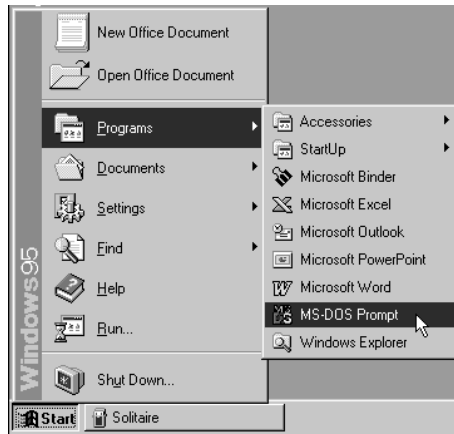 New Office Document
Open Office Document
Programs
Documents
Settings
Find
Help
Run...
Shut Down...
Windows95
Accessories
StartUp
Microsoft Binder
Microsoft Excel
Microsoft Outlook
Microsoft PowerPoint
Microsoft Word
MS-DOS Prompt
Windows Explorer
Start
Solitaire